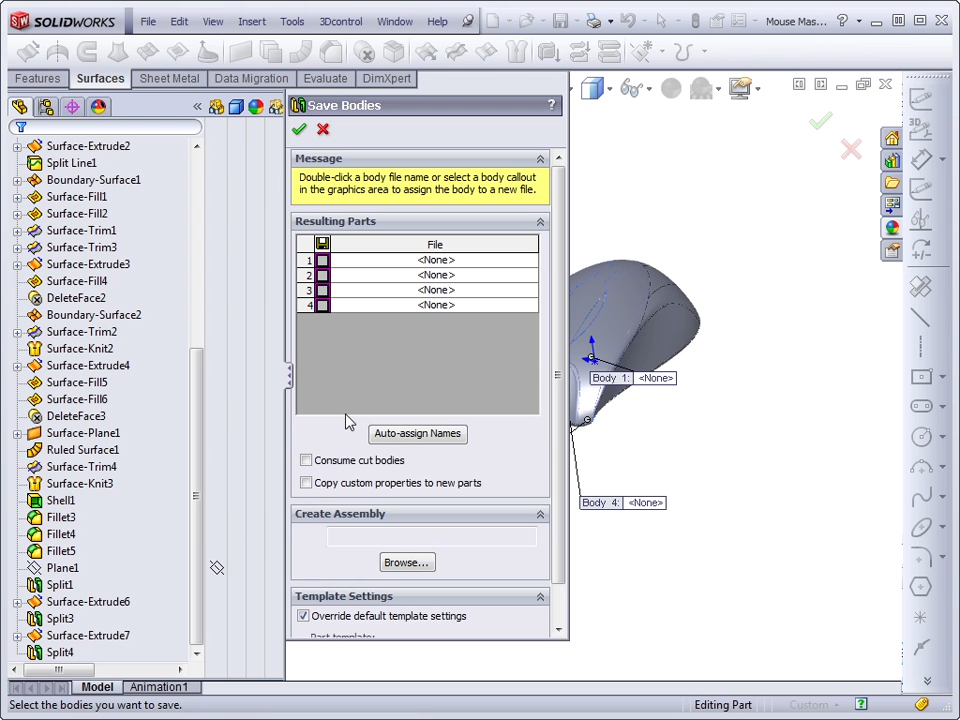 SOLIDWORKS File Edit View Insert Tools 3Dcontrol Window Help Mouse Mas... ?
Features Surfaces Sheet Metal Data Migration Evaluate DimXpert
Surface-Extrude2
Split Line1
Boundary-Surface1
Surface-Fill1
Surface-Fill2
Surface-Trim1
Surface-Trim3
Surface-Extrude3
Surface-Fill4
DeleteFace2
Boundary-Surface2
Surface-Trim2
Surface-Knit2
Surface-Extrude4
Surface-Fill5
Surface-Fill6
DeleteFace3
Surface-Plane1
Ruled Surface1
Surface-Trim4
Surface-Knit3
Shell1
Fillet3
Fillet4
Fillet5
Plane1
Split1
Surface-Extrude6
Split3
Surface-Extrude7
Split4
Save Bodies ?
Message
Double-click a body file name or select a body callout
in the graphics area to assign the body to a new file.
Resulting Parts
File
1 <None>
2 <None>
3 <None>
4 <None>
Auto-assign Names
Consume cut bodies
Copy custom properties to new parts
Create Assembly
Browse...
Template Settings
Override default template settings
Part template:
Body 1: <None>
Body 4: <None>
3D
Model Animation1
Select the bodies you want to save. Editing Part Custom ?